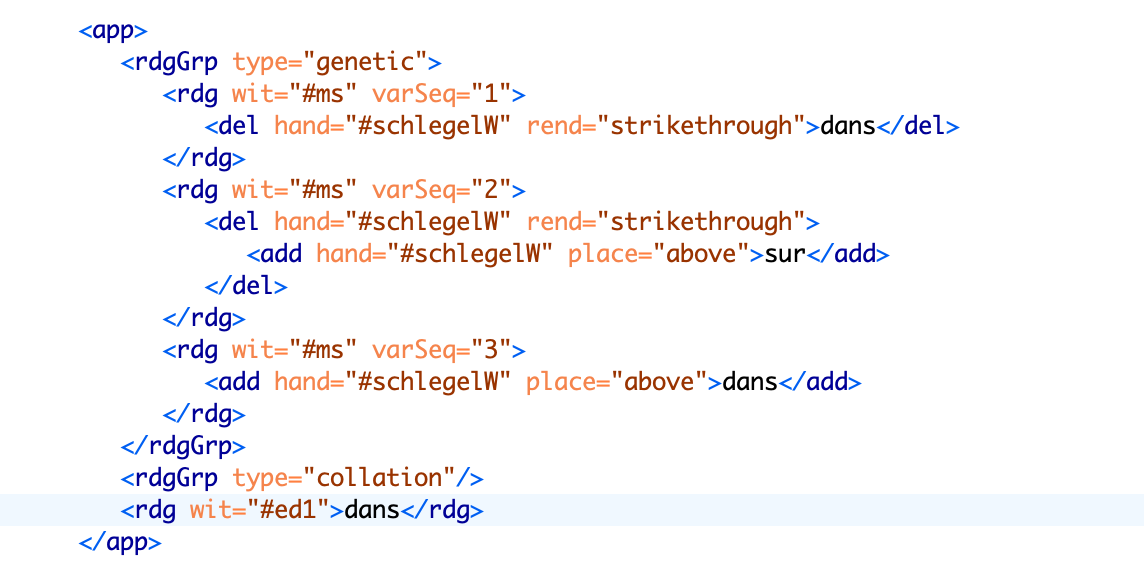 <app>
<rdgGrp type="genetic">
<rdg wit="#ms" varSeq="1">
<del hand="#schlegelW" rend="strikethrough">dans</del>
</rdg>
<rdg wit="#ms" varSeq="2">
<del hand="#schlegelW" rend="strikethrough">
<add hand="#schlegelW" place="above">sur</add>
</del>
</rdg>
<rdg wit="#ms" varSeq="3">
<add hand="#schlegelW" place="above">dans</add>
</rdg>
</rdgGrp>
<rdgGrp type="collation"/>
<rdg wit="#ed1">dans</rdg>
</app>